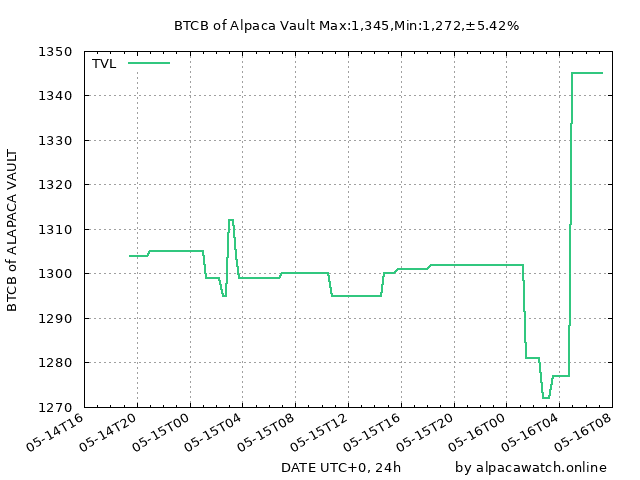 BTCB of Alpaca Vault Max:1,345,Min:1,272,±5.42%
TVL
BTCB of ALAPACA VAULT
1350
1340
1330
1320
1310
1300
1290
1280
1270
05-14T16
05-14T20
05-15T00
05-15T04
05-15T08
05-15T12
05-15T16
05-15T20
05-16T00
05-16T04
05-16T08
DATE UTC+0, 24h
by alpacawatch.online